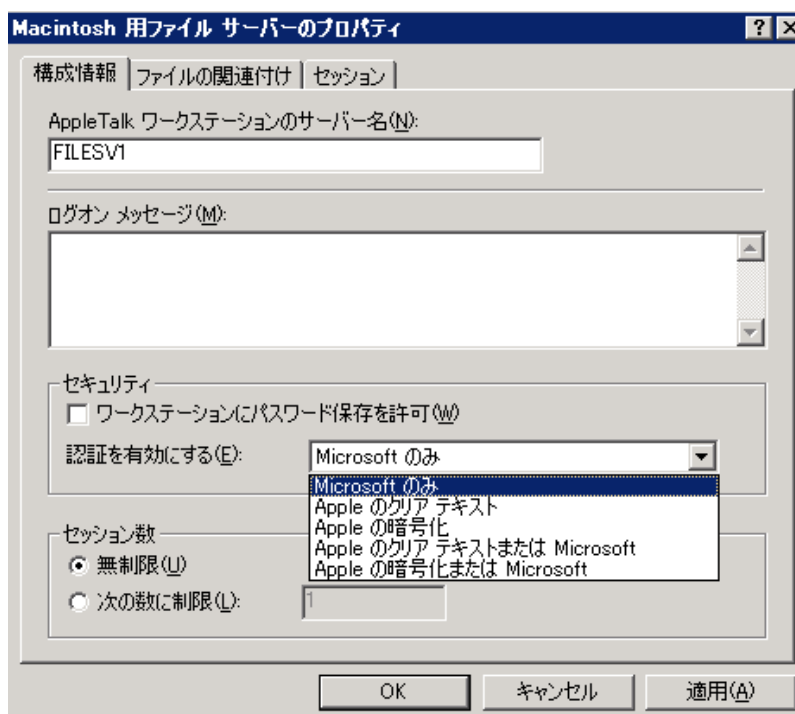 Macintosh 用ファイル サーバーのプロパティ
構成情報 ファイルの関連付け セッション
AppleTalk ワークステーションのサーバー名(N):
FILESV1
ログオン メッセージ(M):
セキュリティ
ワークステーションにパスワード保存を許可(W)
認証を有効にする(E): Microsoft のみ
Microsoft のみ
Apple のクリア テキスト
Apple の暗号化
Apple のクリア テキストまたは Microsoft
Apple の暗号化または Microsoft
セッション数
無制限(U)
次の数に制限(L): 1
OK キャンセル 適用(A)